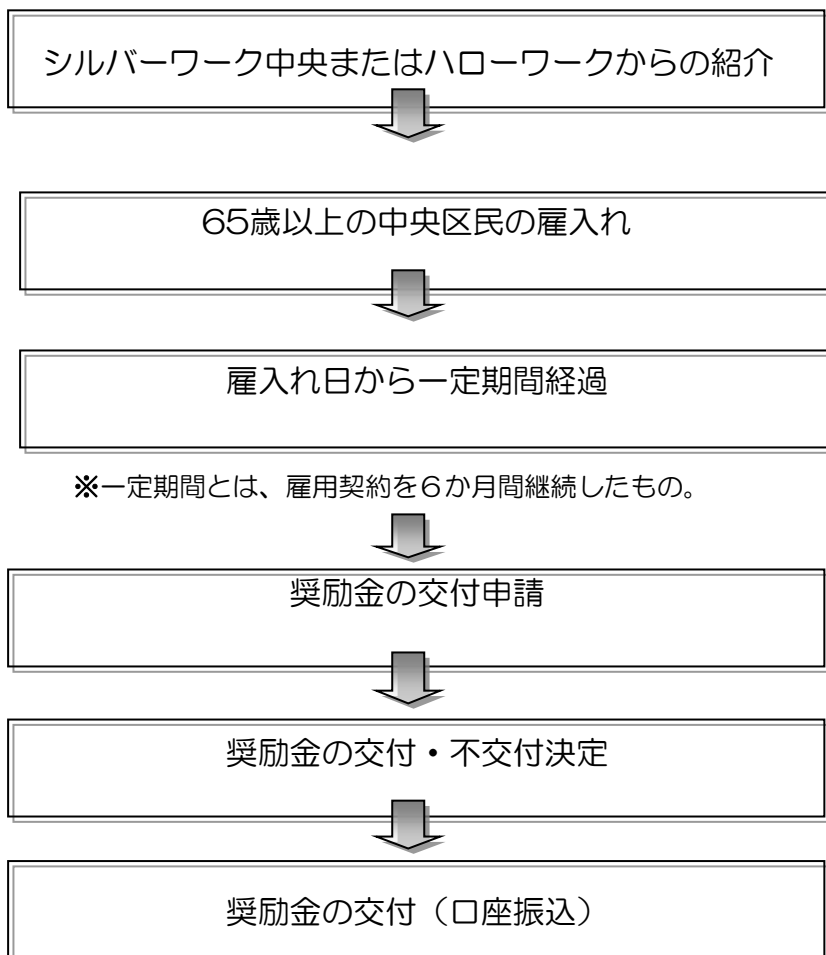 シルバーワーク中央またはハローワークからの紹介
65歳以上の中央区民の雇入れ
雇入れ日から一定期間経過
※一定期間とは、雇用契約を6か月間継続したもの。
奨励金の交付申請
奨励金の交付・不交付決定
奨励金の交付（口座振込）